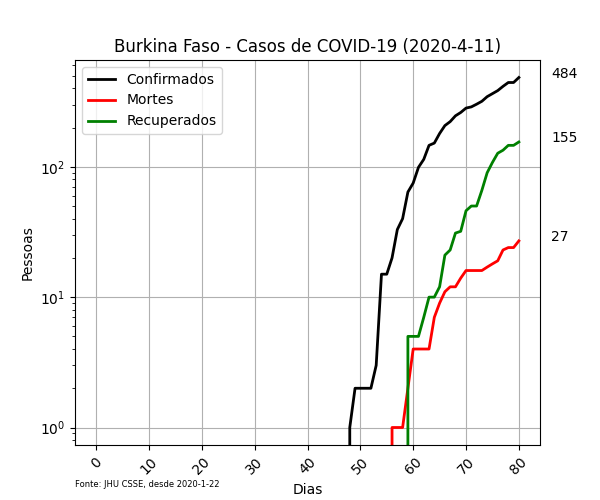 Burkina Faso - Casos de COVID-19 (2020-4-11)
Confirmados
Mortes
Recuperados
484
155
27
10²
10¹
10⁰
Pessoas
0 10 20 30 40 50 60 70 80
Fonte: JHU CSSE, desde 2020-1-22
Dias